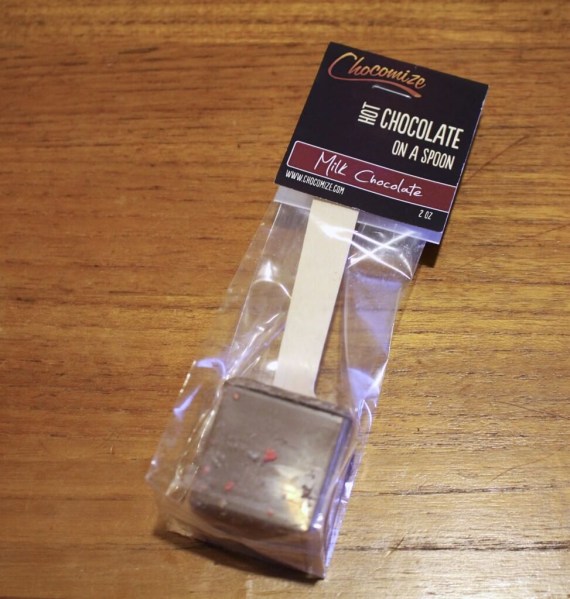 Chocomize
HOT CHOCOLATE
ON A SPOON
Milk Chocolate
WWW.CHOCOMIZE.COM
2 OZ